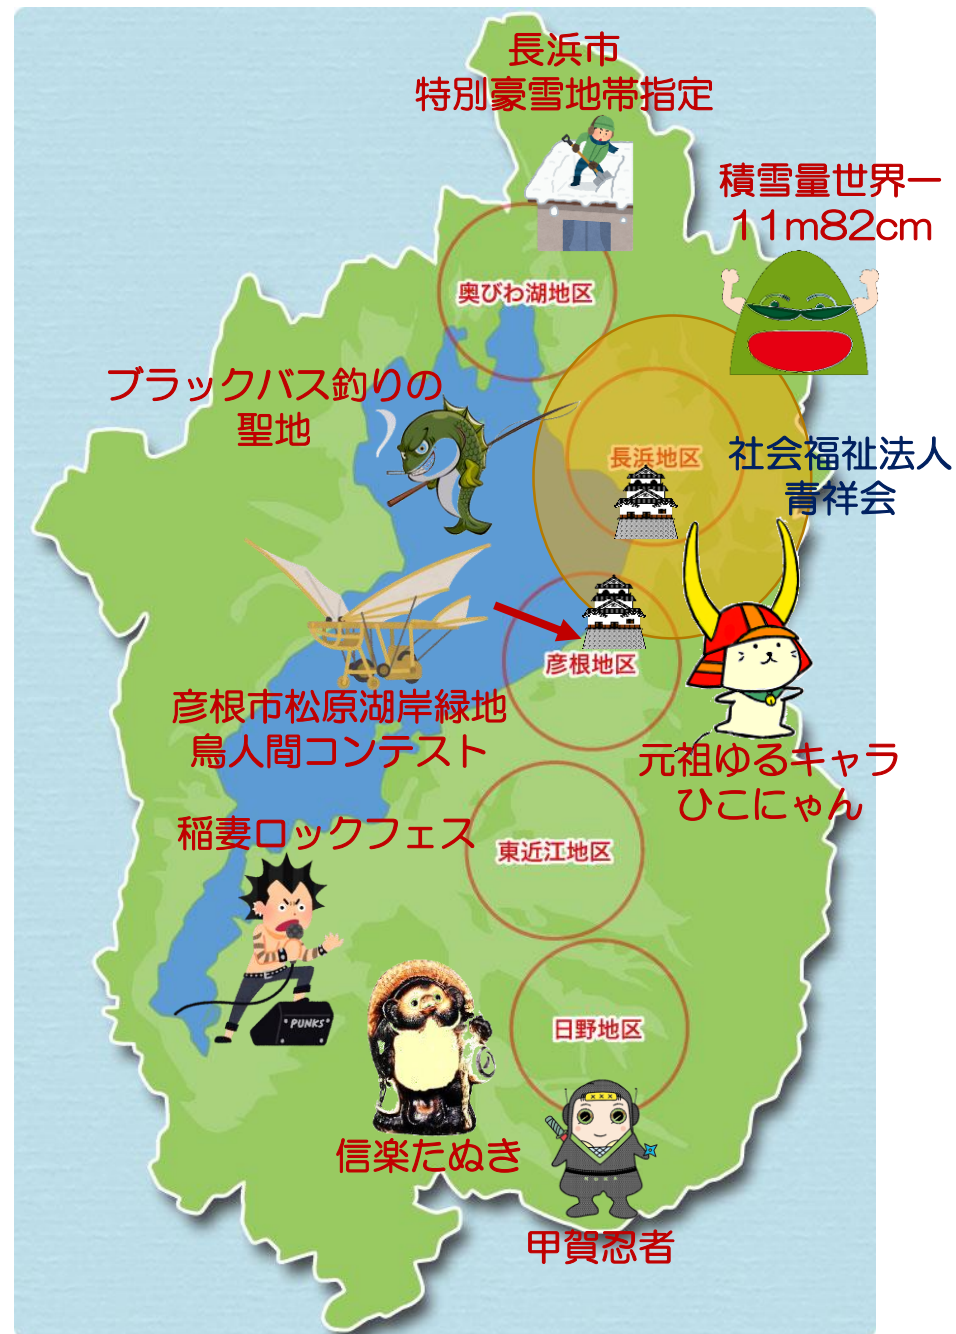 長浜市
特別豪雪地帯指定
積雪量世界一
11m82cm
奥びわ湖地区
ブラックバス釣りの
聖地
長浜地区
社会福祉法人
青祥会
彦根地区
彦根市松原湖岸緑地
鳥人間コンテスト
元祖ゆるキャラ
ひこにゃん
稲妻ロックフェス
東近江地区
PUNKS
日野地区
信楽たぬき
甲賀忍者